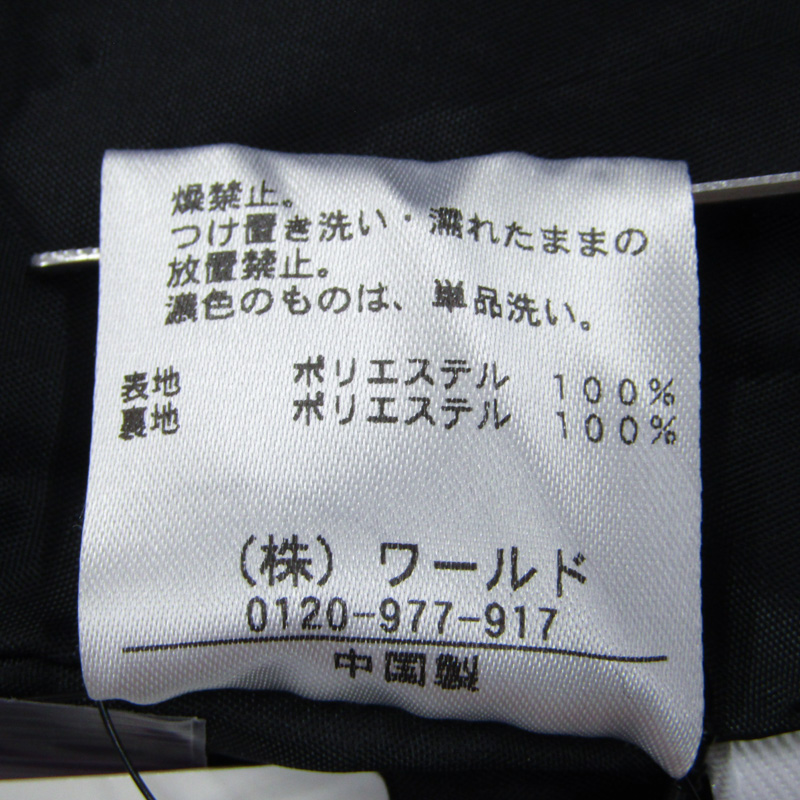 燥禁止。
つけ置き洗い・濡れたままの
放置禁止。
濃色のものは、単品洗い。
表地 ポリエステル 100%
裏地 ポリエステル 100%
(株) ワールド
0120-977-917
中国製